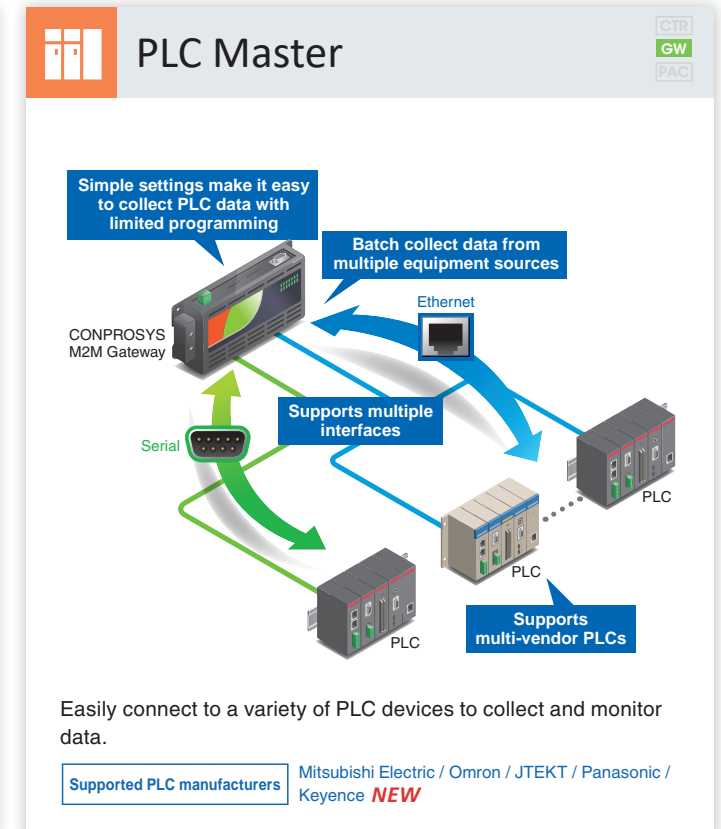 PLC Master
CTR
GW
PAC
Simple settings make it easy
to collect PLC data with
limited programming
Batch collect data from
multiple equipment sources
Ethernet
CONPROSYS
M2M Gateway
Supports multiple
interfaces
Serial
PLC
PLC
PLC
Supports
multi-vendor PLCs
Easily connect to a variety of PLC devices to collect and monitor
data.
Supported PLC manufacturers
Mitsubishi Electric / Omron / JTEKT / Panasonic /
Keyence NEW